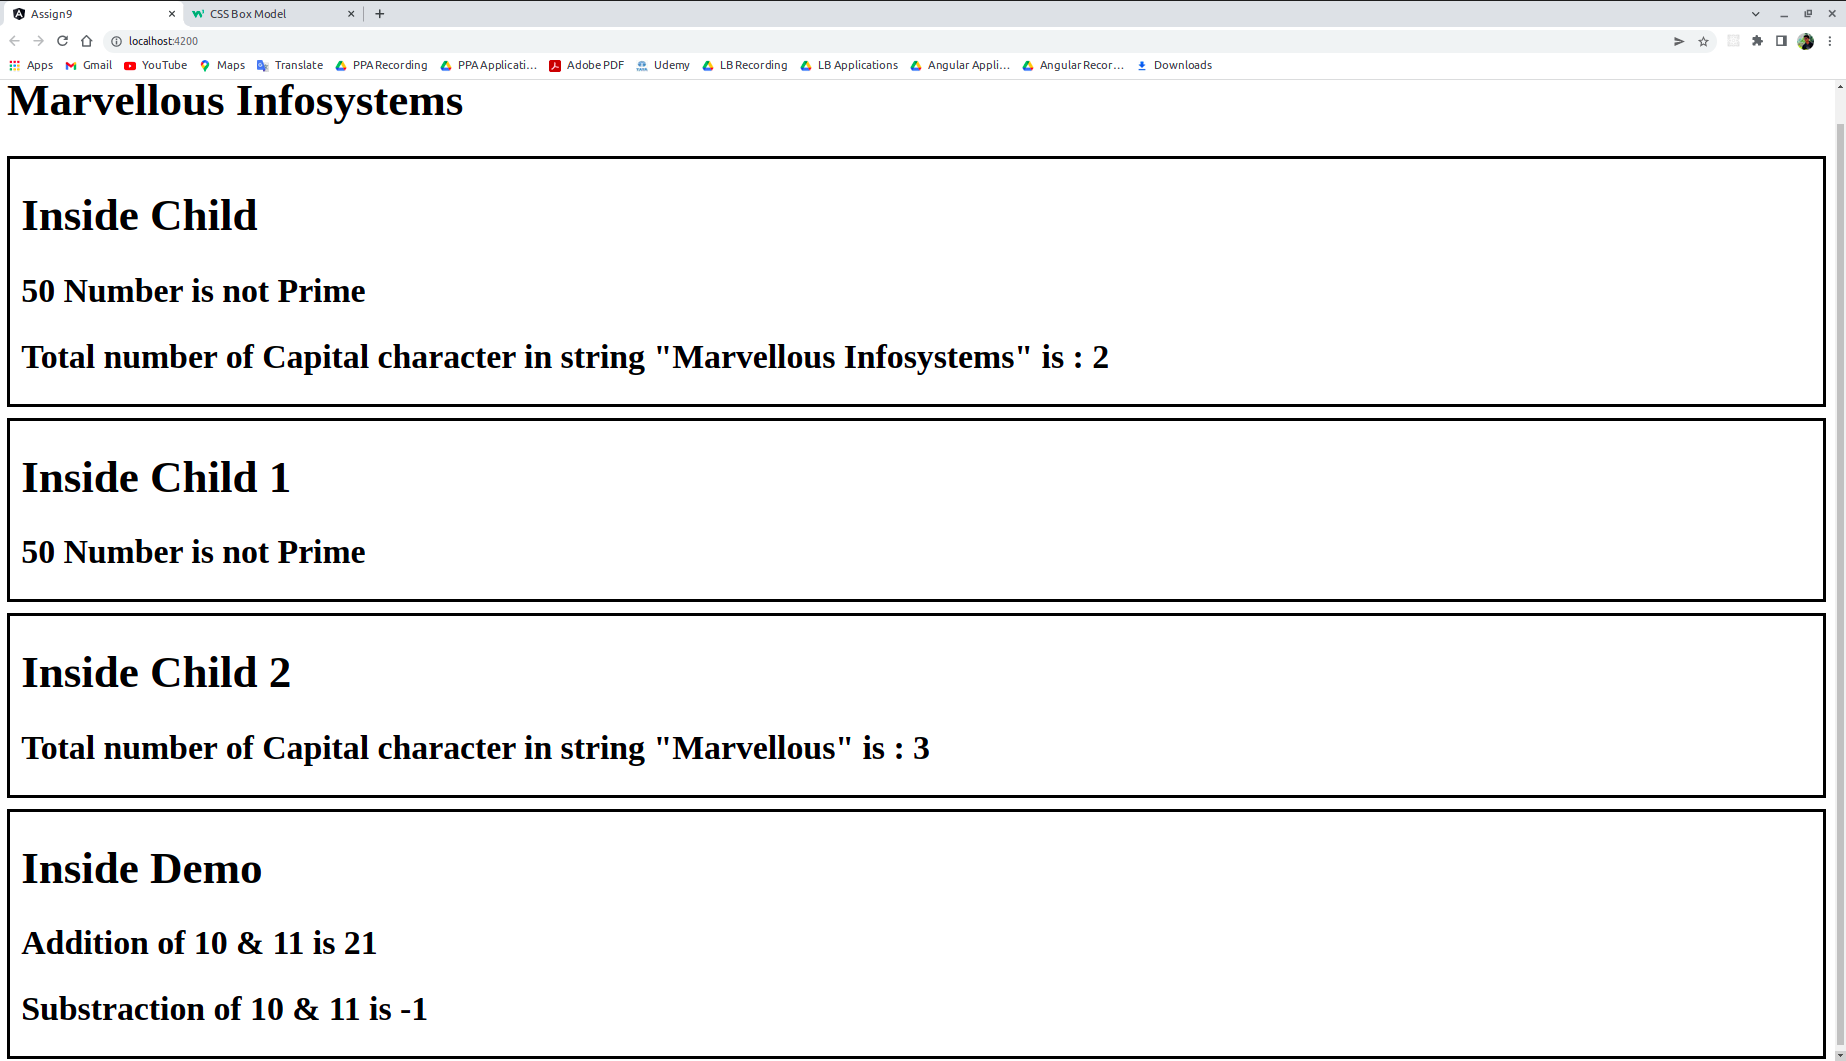 Assign9
CSS Box Model
localhost:4200
Apps Gmail YouTube Maps Translate PPA Recording PPA Applicati... Adobe PDF Udemy LB Recording LB Applications Angular Appli... Angular Recor... Downloads
Marvellous Infosystems
Inside Child
50 Number is not Prime
Total number of Capital character in string "Marvellous Infosystems" is : 2
Inside Child 1
50 Number is not Prime
Inside Child 2
Total number of Capital character in string "Marvellous" is : 3
Inside Demo
Addition of 10 & 11 is 21
Substraction of 10 & 11 is -1